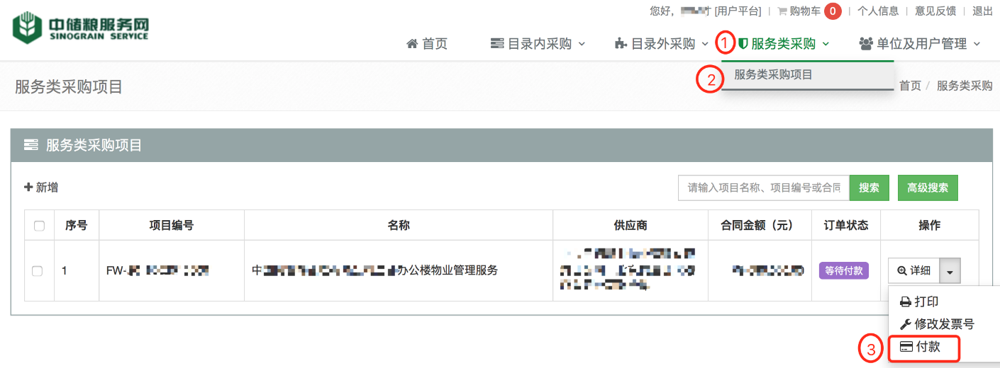 您好, [用户平台] | 购物车 0 | 个人信息 | 意见反馈 | 退出
中储粮服务网
SINOGRAIN SERVICE
首页 目录内采购 目录外采购 1 服务类采购 单位及用户管理
2 服务类采购项目
服务类采购项目
首页 / 服务类采购
服务类采购项目
新增
请输入项目名称、项目编号或合同 搜索 高级搜索
序号 项目编号 名称 供应商 合同金额（元） 订单状态 操作
1 FW- 中 办公楼物业管理服务 等待付款 详细
打印
修改发票号
3 付款